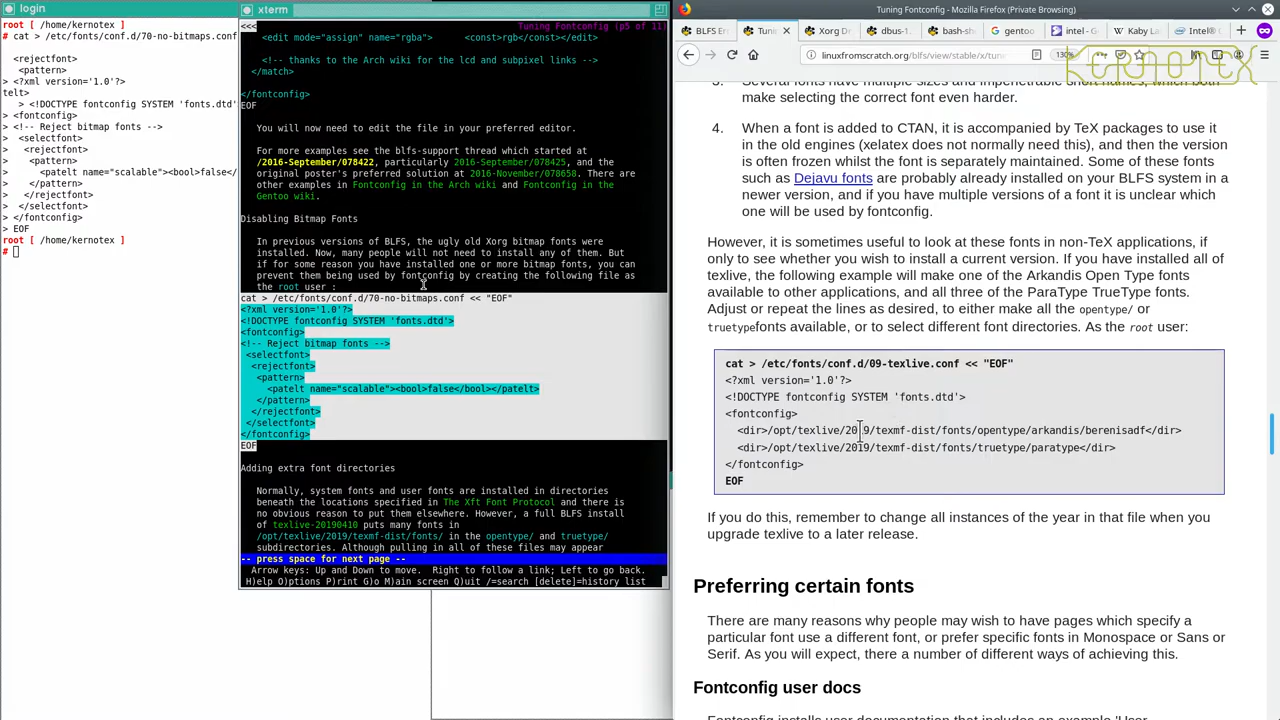 login
root [ /home/kernotex ]
# cat > /etc/fonts/conf.d/70-no-bitmaps.conf
<rejectfont>
<pattern>
> <?xml version='1.0'?>
telt>
> <!DOCTYPE fontconfig SYSTEM 'fonts.dtd'
> <fontconfig>
> <!-- Reject bitmap fonts -->
> <selectfont>
> <rejectfont>
> <pattern>
> <patelt name="scalable"><bool>false</
> </pattern>
> </rejectfont>
> </selectfont>
> </fontconfig>
> EOF
root [ /home/kernotex ]
#
xterm
<<< Tuning Fontconfig (p5 of 11)
<edit mode="assign" name="rgba"> <const>rgb</const></edit>
<!-- thanks to the Arch wiki for the lcd and subpixel links -->
</match>
</fontconfig>
EOF
You will now need to edit the file in your preferred editor.
For more examples see the blfs-support thread which started at
/2016-September/078422, particularly 2016-September/078425, and the
original poster's preferred solution at 2016-November/078658. There are
other examples in Fontconfig in the Arch wiki and Fontconfig in the
Gentoo wiki.
Disabling Bitmap Fonts
In previous versions of BLFS, the ugly old Xorg bitmap fonts were
installed. Now, many people will not need to install any of them. But
if for some reason you have installed one or more bitmap fonts, you can
prevent them being used by fontconfig by creating the following file as
the root user :
cat > /etc/fonts/conf.d/70-no-bitmaps.conf << "EOF"
<?xml version='1.0'?>
<!DOCTYPE fontconfig SYSTEM 'fonts.dtd'>
<fontconfig>
<!-- Reject bitmap fonts -->
<selectfont>
<rejectfont>
<pattern>
<patelt name="scalable"><bool>false</bool></patelt>
</pattern>
</rejectfont>
</selectfont>
</fontconfig>
EOF
Adding extra font directories
Normally, system fonts and user fonts are installed in directories
beneath the locations specified in The Xft Font Protocol and there is
no obvious reason to put them elsewhere. However, a full BLFS install
of texlive-20190410 puts many fonts in
/opt/texlive/2019/texmf-dist/fonts/ in the opentype/ and truetype/
subdirectories. Although pulling in all of these files may appear
-- press space for next page --
Arrow keys: Up and Down to move. Right to follow a link; Left to go back.
H)elp O)ptions P)rint G)o M)ain screen Q)uit /=search [delete]=history list
Tuning Fontconfig - Mozilla Firefox (Private Browsing)
BLFS Er
Tunin
Xorg Dr
dbus-1.
bash-sh
gentoo
intel - G
Kaby La
Intel® G
linuxfromscratch.org/blfs/view/stable/x/tuning
130%
KERNOTEX
make selecting the correct font even harder.
4. When a font is added to CTAN, it is accompanied by TeX packages to use it
in the old engines (xelatex does not normally need this), and then the version
is often frozen whilst the font is separately maintained. Some of these fonts
such as Dejavu fonts are probably already installed on your BLFS system in a
newer version, and if you have multiple versions of a font it is unclear which
one will be used by fontconfig.
However, it is sometimes useful to look at these fonts in non-TeX applications, if
only to see whether you wish to install a current version. If you have installed all of
texlive, the following example will make one of the Arkandis Open Type fonts
available to other applications, and all three of the ParaType TrueType fonts.
Adjust or repeat the lines as desired, to either make all the opentype/ or
truetypefonts available, or to select different font directories. As the root user:
cat > /etc/fonts/conf.d/09-texlive.conf << "EOF"
<?xml version='1.0'?>
<!DOCTYPE fontconfig SYSTEM 'fonts.dtd'>
<fontconfig>
<dir>/opt/texlive/2019/texmf-dist/fonts/opentype/arkandis/berenisadf</dir>
<dir>/opt/texlive/2019/texmf-dist/fonts/truetype/paratype</dir>
</fontconfig>
EOF
If you do this, remember to change all instances of the year in that file when you
upgrade texlive to a later release.
Preferring certain fonts
There are many reasons why people may wish to have pages which specify a
particular font use a different font, or prefer specific fonts in Monospace or Sans or
Serif. As you will expect, there a number of different ways of achieving this.
Fontconfig user docs